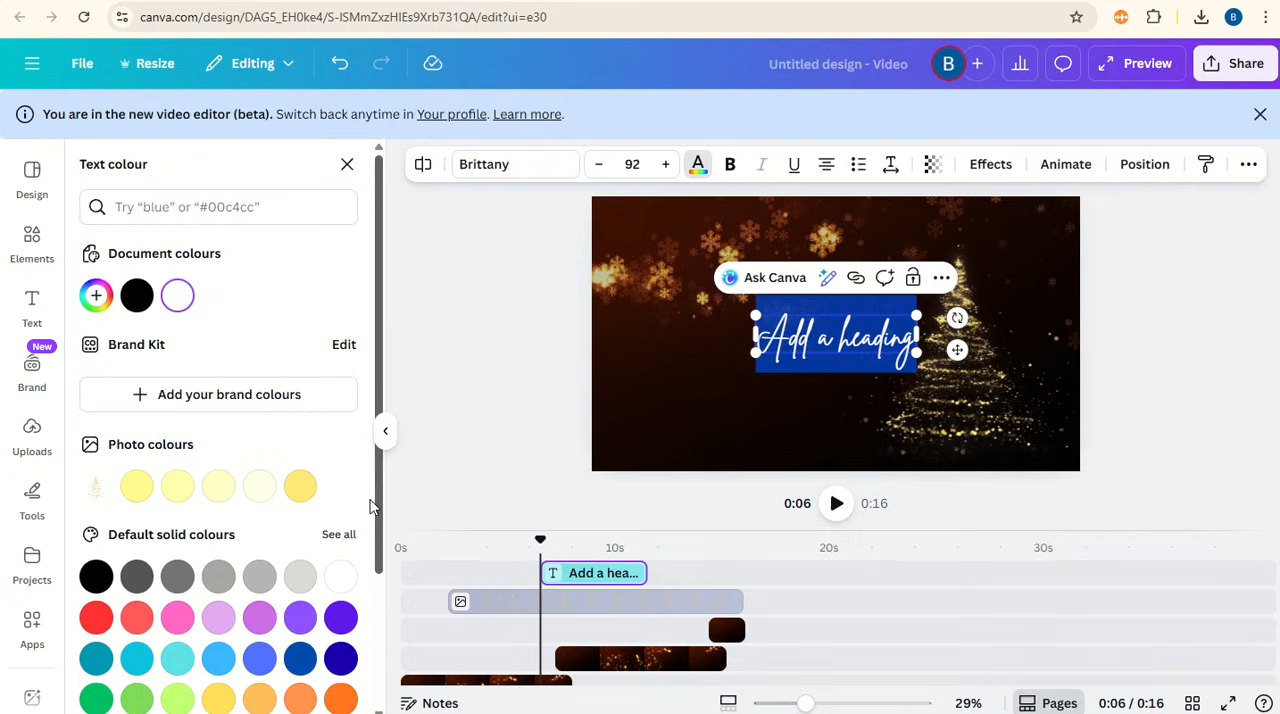 canva.com/design/DAG5_EH0ke4/S-ISMmZxzHIEs9Xrb731QA/edit?ui=e30
B
File
Resize
Editing
Untitled design - Video
B
Preview
Share
You are in the new video editor (beta). Switch back anytime in Your profile. Learn more.
Design
Elements
Text
New
Brand
Uploads
Tools
Projects
Apps
Text colour
Try “blue” or “#00c4cc”
Document colours
Brand Kit
Edit
Add your brand colours
Photo colours
Default solid colours
See all
Brittany
– 92 +
A
B
I
U
Effects
Animate
Position
Ask Canva
Add a heading
0:06
0:16
0s
10s
20s
30s
T
Add a hea...
Notes
29%
Pages
0:06 / 0:16